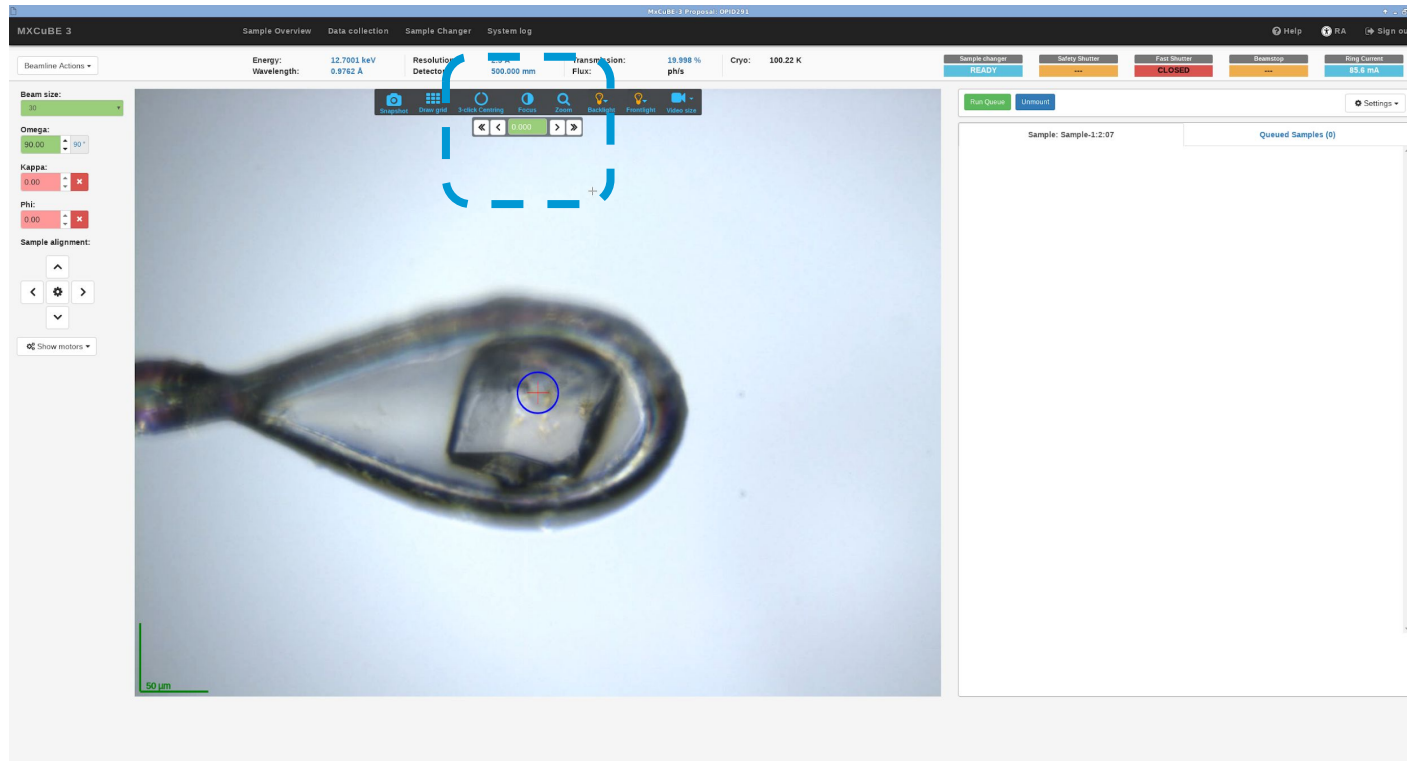 MxCuBE-3 Proposal: OPID291
MXCuBE 3 Sample Overview Data collection Sample Changer System log Help RA Sign ou
Beamline Actions Energy: 12.7001 keV Resolution: Transmission: 19.998 % Cryo: 100.22 K
Wavelength: 0.9762 Å Detector 500.000 mm Flux: ph/s
Sample changer Safety Shutter Fast Shutter Beamstop Ring Current
READY --- CLOSED --- 85.6 mA
Beam size:
30
Omega:
90.00 90 °
Kappa:
0.00
Phi:
0.00
Sample alignment:
Show motors
Snapshot Draw grid 3-click Centring Focus Zoom Backlight Frontlight Video size
0.000
50 µm
Run Queue Unmount Settings
Sample: Sample-1:2:07 Queued Samples (0)